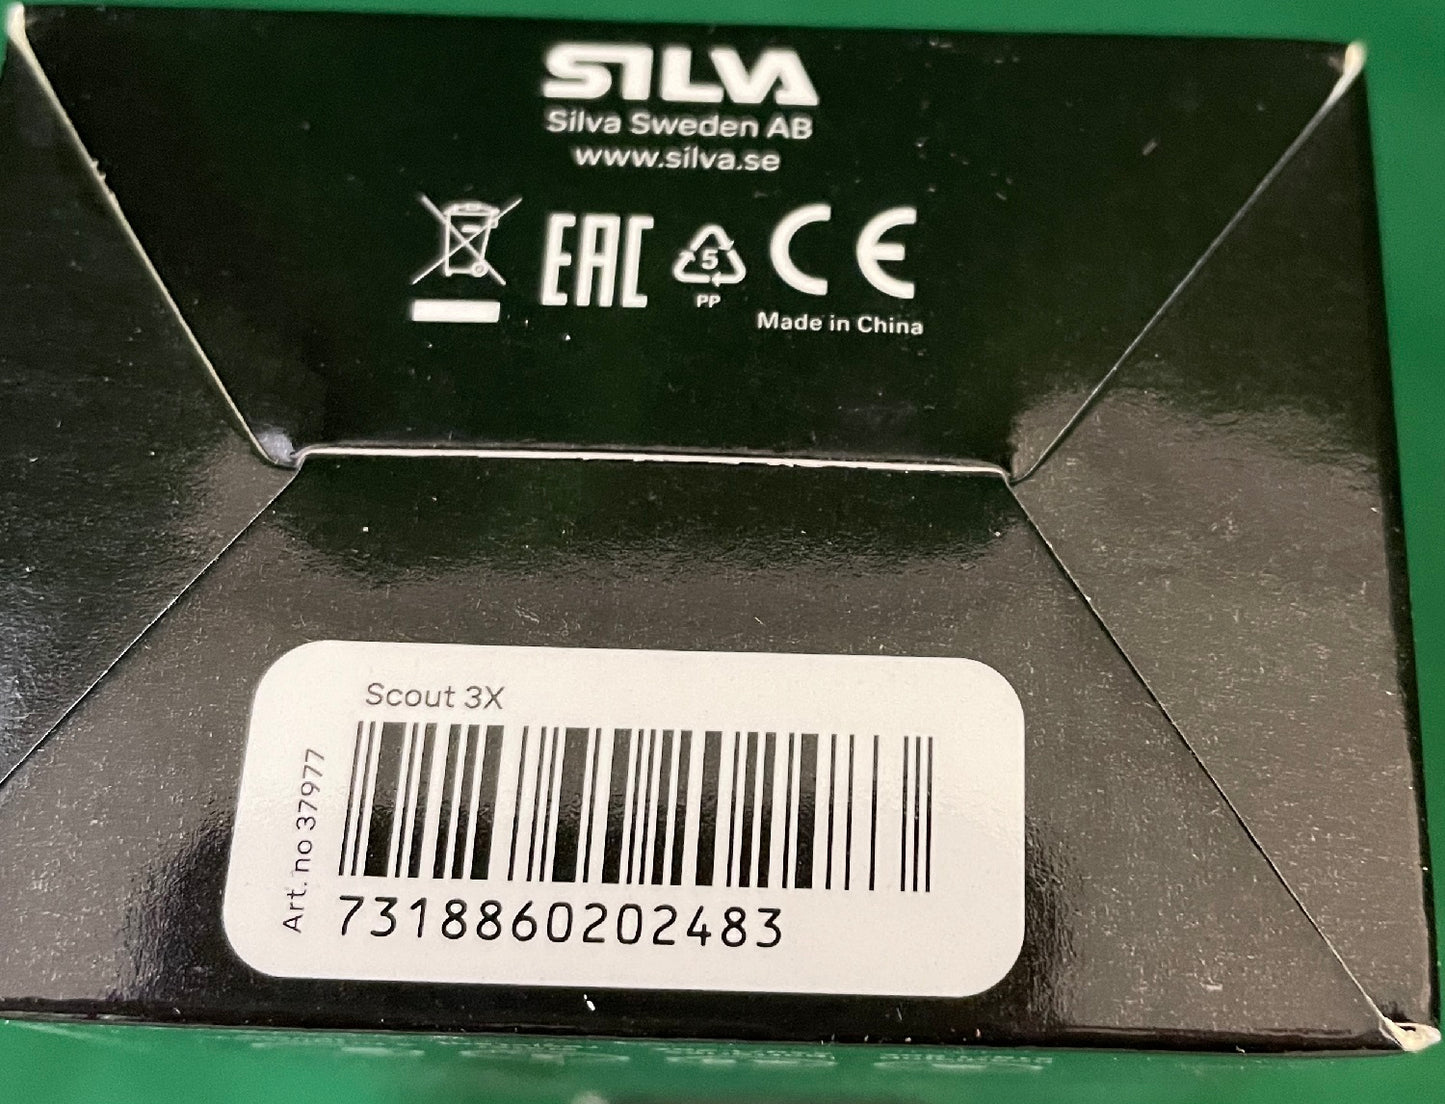 SILVA
Silva Sweden AB
www.silva.se
EAC
5
PP
CE
Made in China
Scout 3X
Art. no 37977
7318860202483